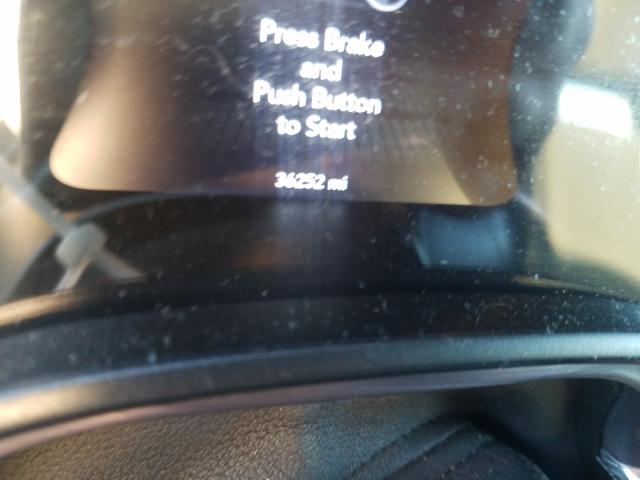 Press Brake
and
Push Button
to Start
36252 mi